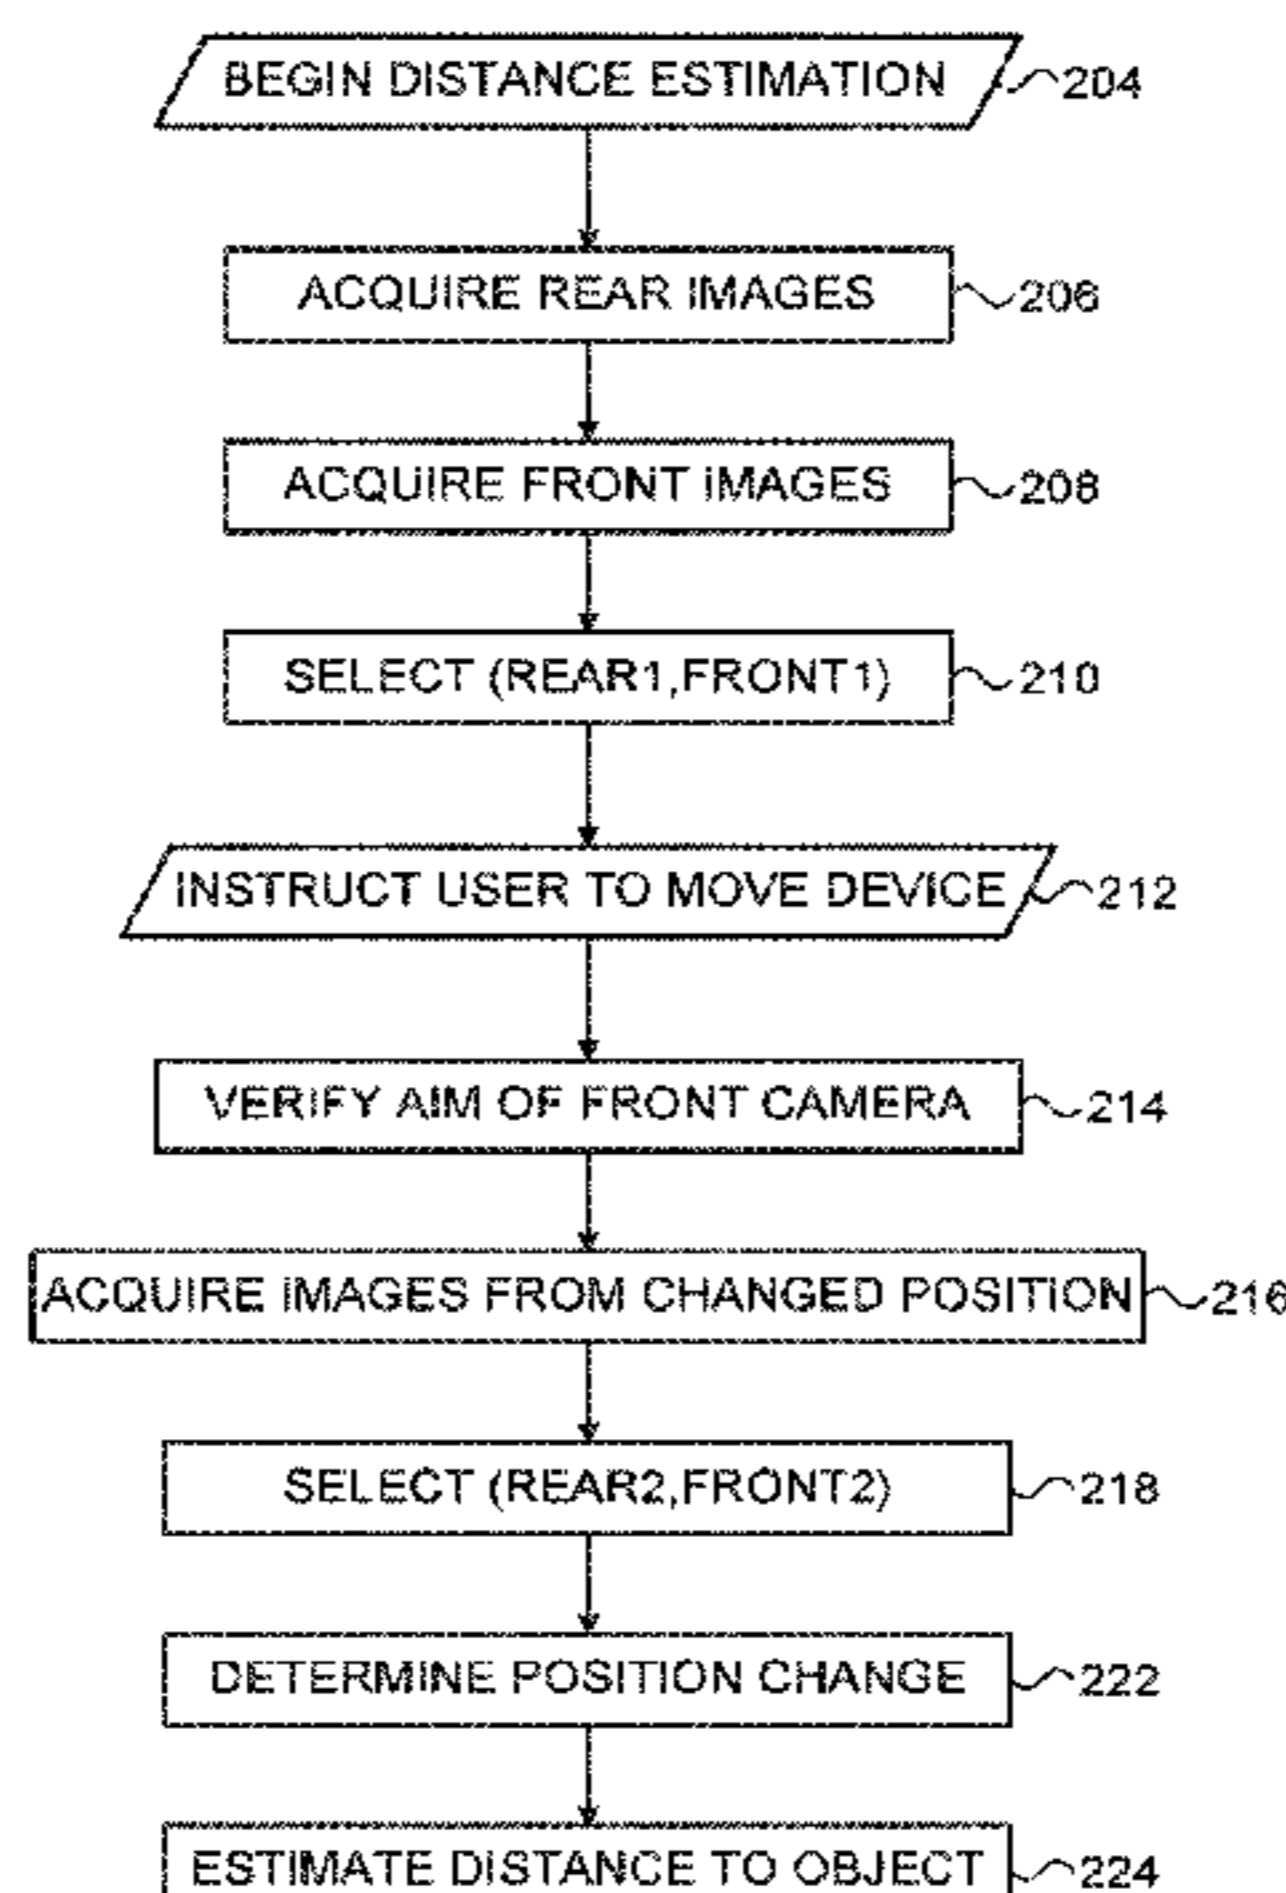 BEGIN DISTANCE ESTIMATION 204
ACQUIRE REAR IMAGES 206
ACQUIRE FRONT IMAGES 208
SELECT (REAR1,FRONT1) 210
INSTRUCT USER TO MOVE DEVICE 212
VERIFY AIM OF FRONT CAMERA 214
ACQUIRE IMAGES FROM CHANGED POSITION 216
SELECT (REAR2,FRONT2) 218
DETERMINE POSITION CHANGE 222
ESTIMATE DISTANCE TO OBJECT 224